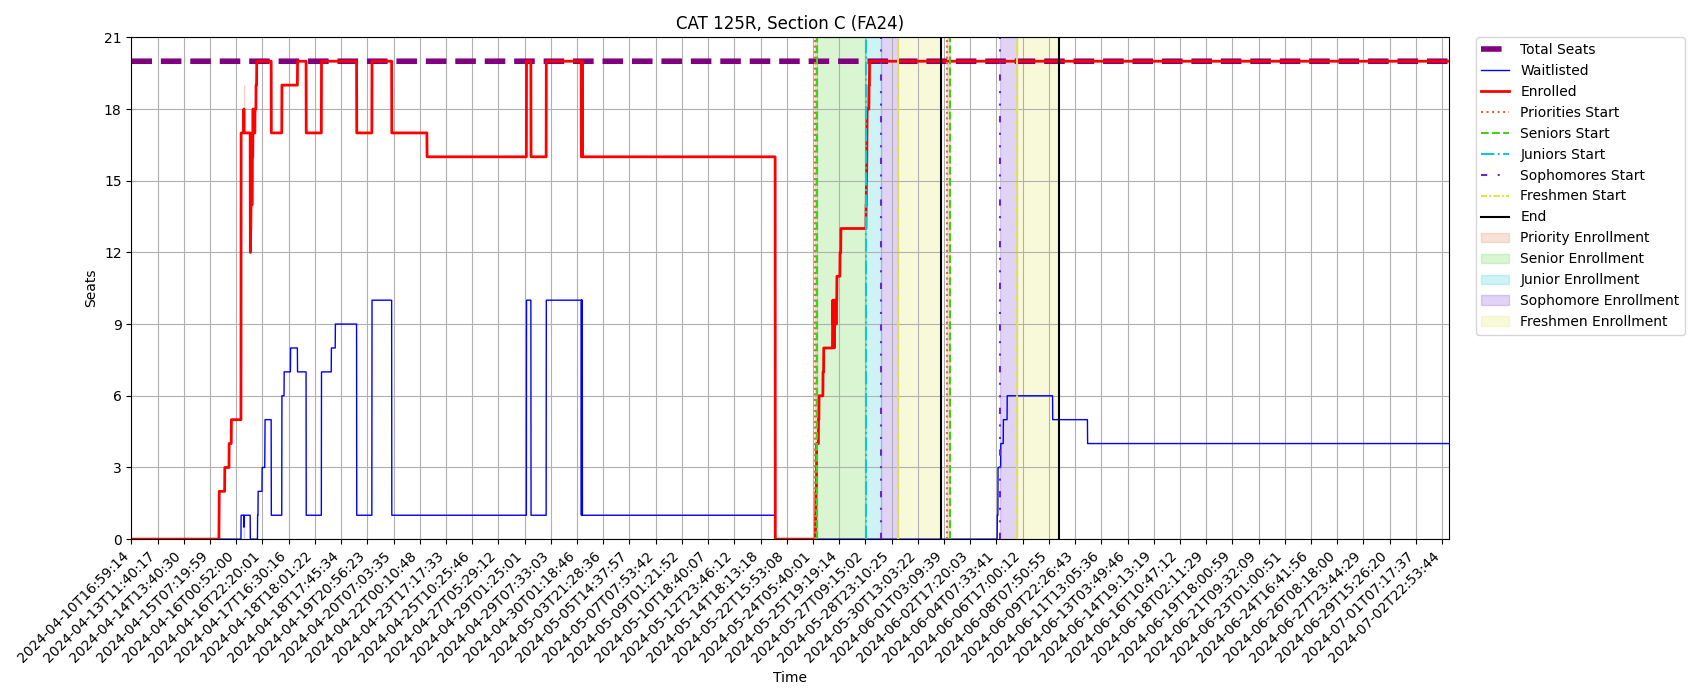 CAT 125R, Section C (FA24)
21
18
15
12
9
6
3
0
Seats
2024-04-10T16:59:14
2024-04-13T11:40:17
2024-04-14T13:40:30
2024-04-15T07:19:59
2024-04-16T00:52:00
2024-04-16T22:20:01
2024-04-17T16:30:16
2024-04-18T18:01:22
2024-04-18T17:45:34
2024-04-19T20:56:23
2024-04-20T07:03:35
2024-04-22T00:10:48
2024-04-23T17:17:33
2024-04-25T10:25:46
2024-04-27T05:29:12
2024-04-29T01:25:01
2024-04-29T07:33:03
2024-04-30T01:18:46
2024-05-03T21:28:36
2024-05-05T14:37:57
2024-05-07T07:53:42
2024-05-09T01:21:52
2024-05-10T18:40:07
2024-05-12T23:46:12
2024-05-14T18:13:18
2024-05-22T15:53:08
2024-05-24T05:40:01
2024-05-25T19:19:14
2024-05-27T09:15:02
2024-05-28T23:10:25
2024-05-30T13:03:22
2024-06-01T03:09:39
2024-06-02T17:20:03
2024-06-04T07:33:41
2024-06-06T17:00:12
2024-06-08T07:50:55
2024-06-09T22:26:43
2024-06-11T13:05:36
2024-06-13T03:49:46
2024-06-14T19:13:19
2024-06-16T10:47:12
2024-06-18T02:11:29
2024-06-19T18:00:59
2024-06-21T09:32:09
2024-06-23T01:00:51
2024-06-24T16:41:56
2024-06-26T08:18:00
2024-06-27T23:44:29
2024-06-29T15:26:20
2024-07-01T07:17:37
2024-07-02T22:53:44
Time
Total Seats
Waitlisted
Enrolled
Priorities Start
Seniors Start
Juniors Start
Sophomores Start
Freshmen Start
End
Priority Enrollment
Senior Enrollment
Junior Enrollment
Sophomore Enrollment
Freshmen Enrollment